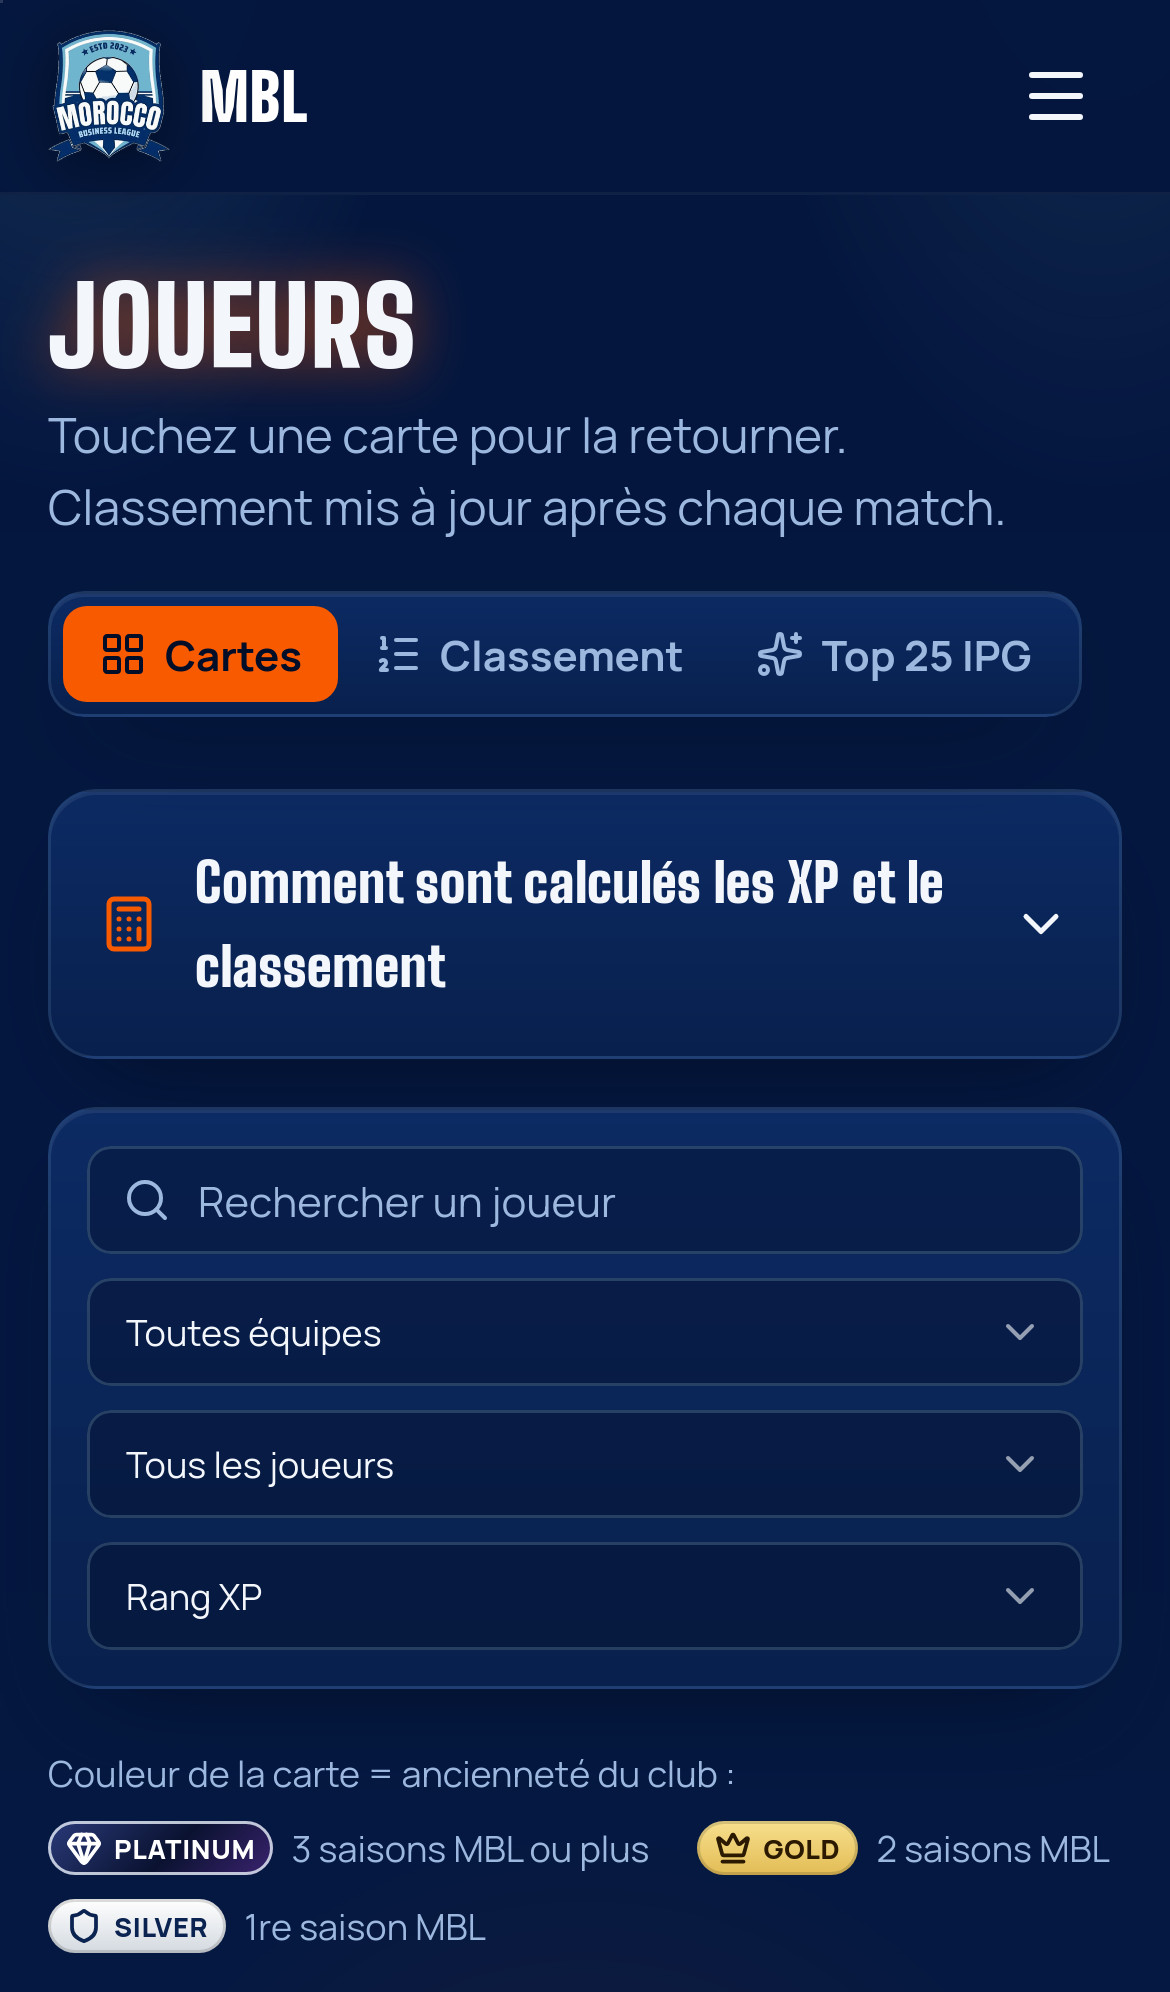 ★ ESTD 2023 ★
MOROCCO
BUSINESS LEAGUE
MBL
JOUEURS
Touchez une carte pour la retourner.
Classement mis à jour après chaque match.
Cartes
Classement
Top 25 IPG
Comment sont calculés les XP et le
classement
Rechercher un joueur
Toutes équipes
Tous les joueurs
Rang XP
Couleur de la carte = ancienneté du club :
PLATINUM 3 saisons MBL ou plus
GOLD 2 saisons MBL
SILVER 1re saison MBL